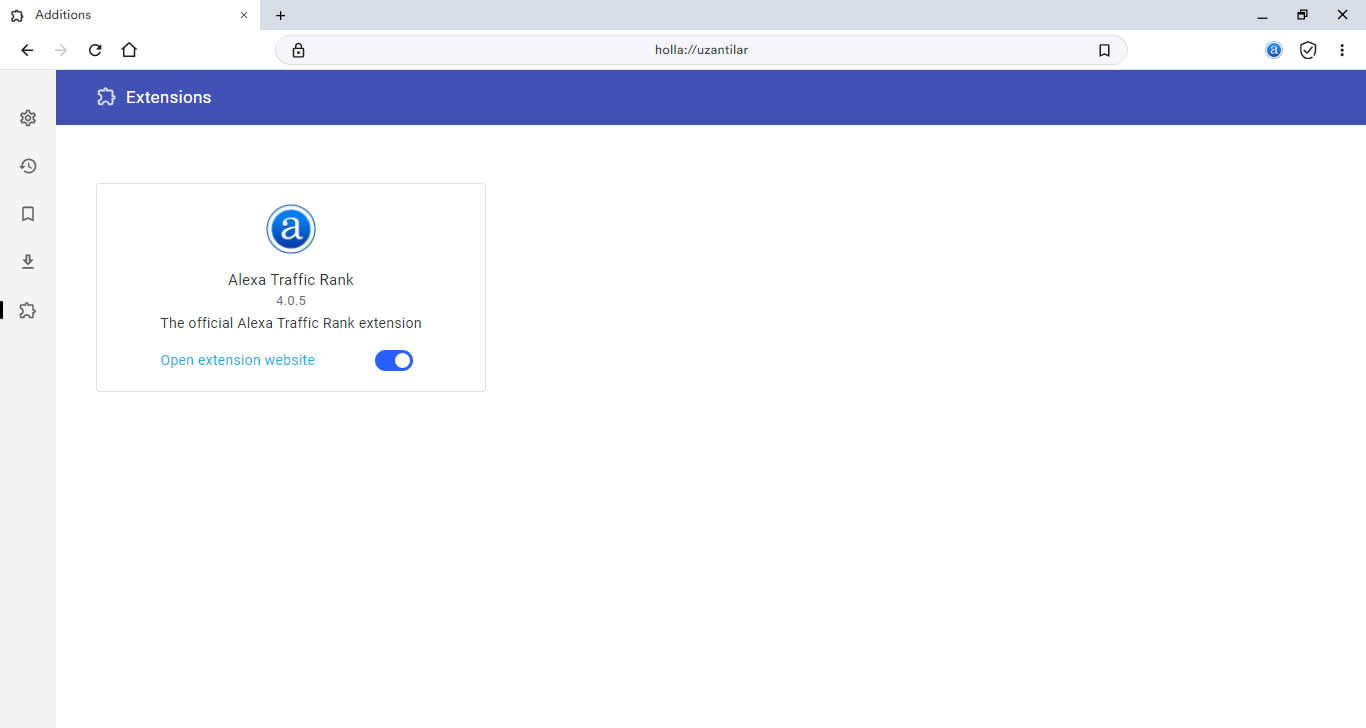 Additions
holla://uzantilar
a
Extensions
a
Alexa Traffic Rank
4.0.5
The official Alexa Traffic Rank extension
Open extension website